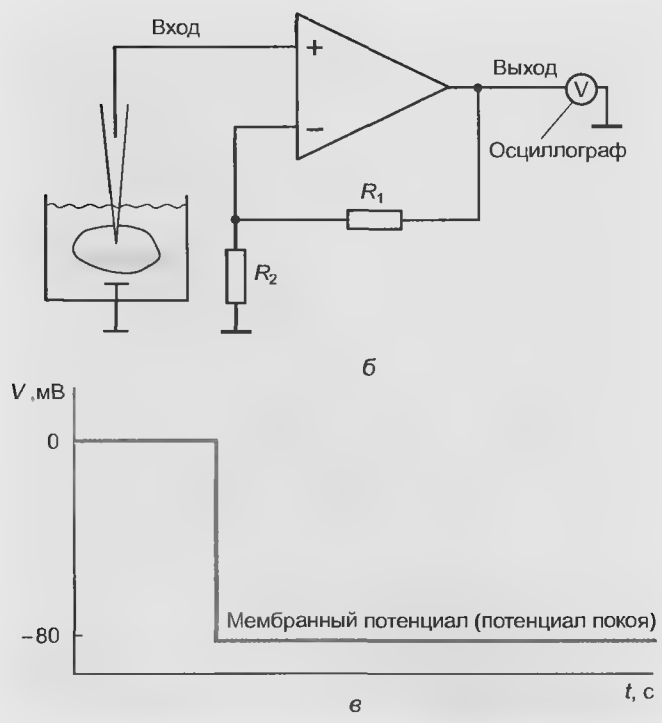 Вход
+
Выход
–
V
Осциллограф
R1
R2
б
V ,мВ
0
Мембранный потенциал (потенциал покоя)
–80
t, с
в